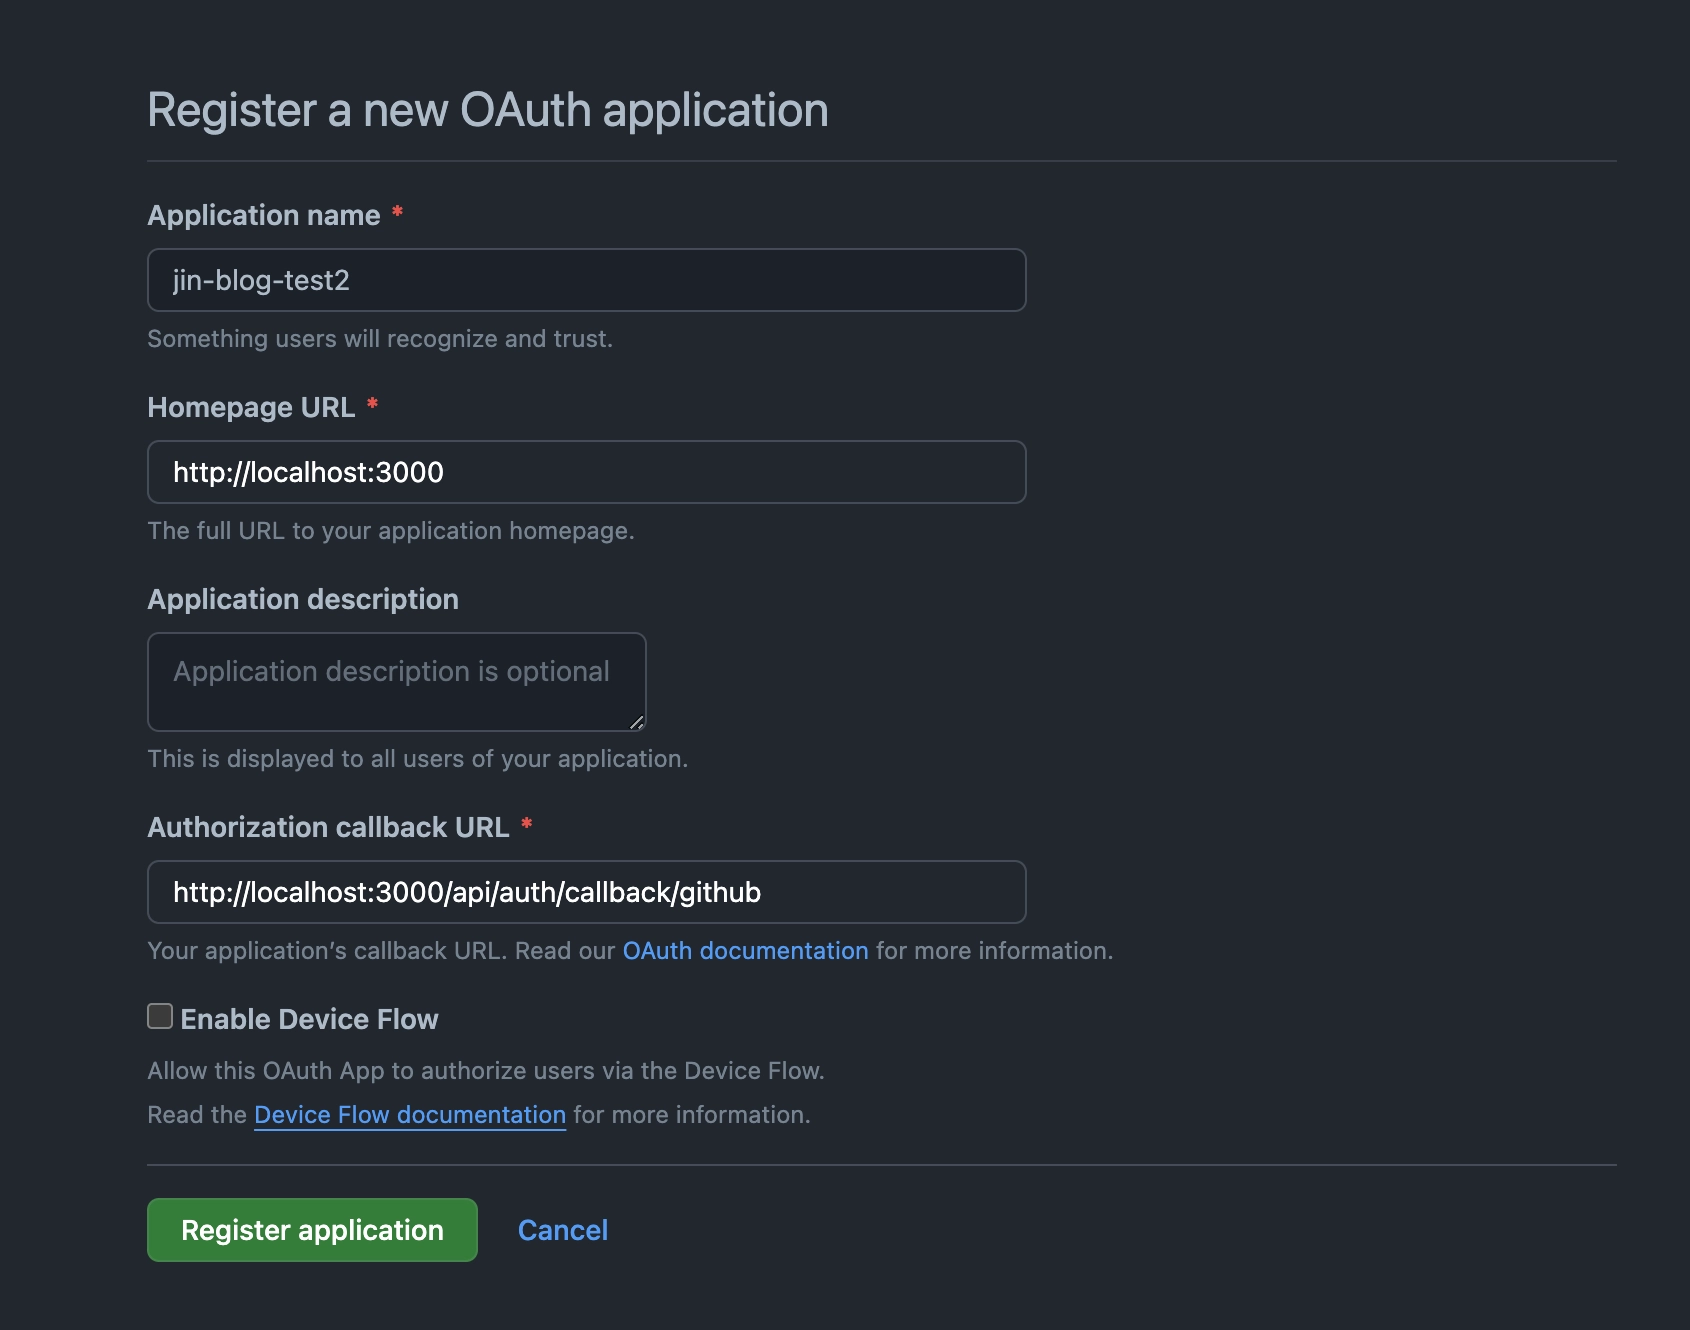 Register a new OAuth application
Application name *
jin-blog-test2
Something users will recognize and trust.
Homepage URL *
http://localhost:3000
The full URL to your application homepage.
Application description
Application description is optional
This is displayed to all users of your application.
Authorization callback URL *
http://localhost:3000/api/auth/callback/github
Your application’s callback URL. Read our OAuth documentation for more information.
Enable Device Flow
Allow this OAuth App to authorize users via the Device Flow.
Read the Device Flow documentation for more information.
Register application Cancel